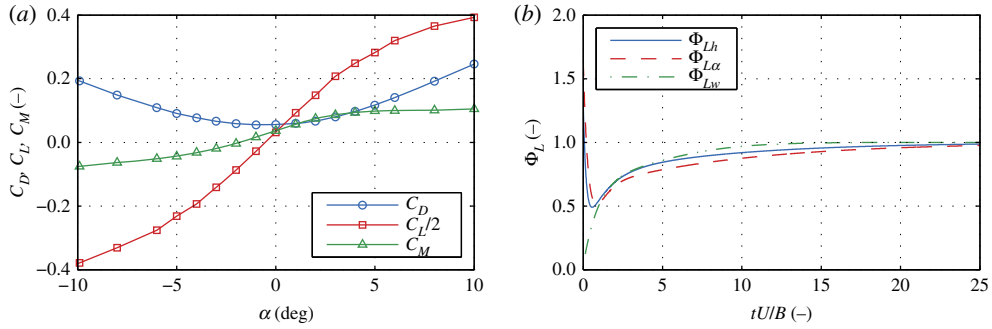 (a)
0.4
0.2
0.0
−0.2
−0.4
C_D, C_L, C_M (–)
C_D
C_L/2
C_M
−10
−5
0
5
10
α (deg)
(b)
2.0
1.5
1.0
0.5
0.0
Φ_L (–)
Φ_Lh
Φ_Lα
Φ_Lw
0
5
10
15
20
25
tU/B (–)